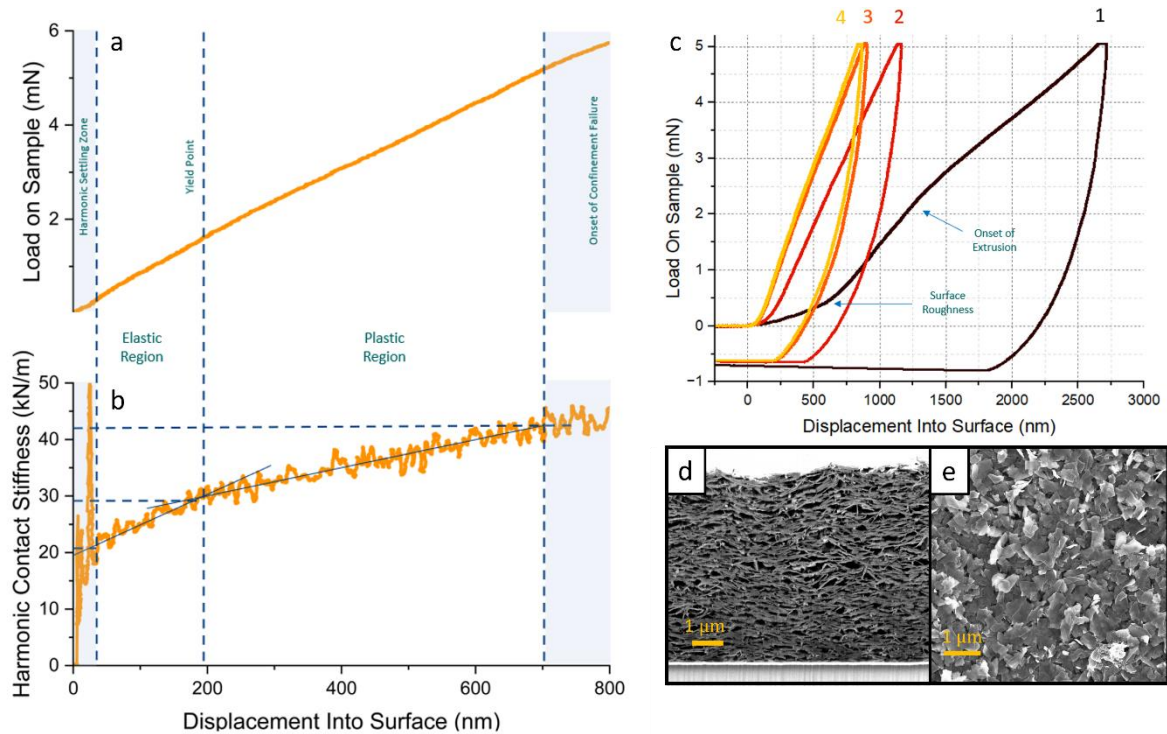 a
6
4
2
Load on Sample (mN)
Harmonic Settling Zone
Yield Point
Onset of Confinement Failure
Elastic
Region
Plastic
Region
b
50
40
30
20
10
0
Harmonic Contact Stiffness (kN/m)
0
200
400
600
800
Displacement Into Surface (nm)
c
4
3
2
1
5
4
3
2
1
0
−1
Load On Sample (mN)
Onset of
Extrusion
Surface
Roughness
0
500
1000
1500
2000
2500
3000
Displacement Into Surface (nm)
d
1 μm
e
1 μm